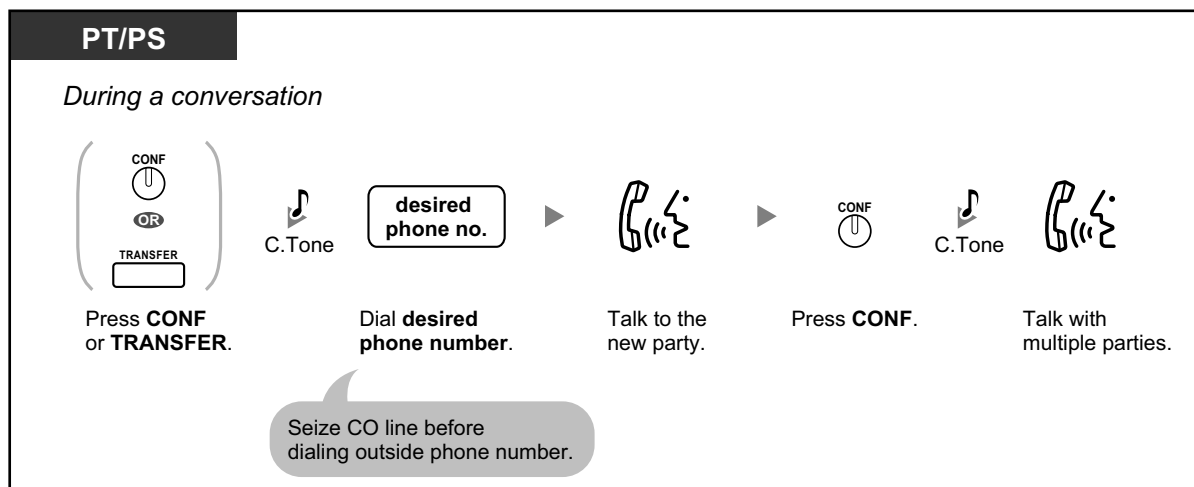 PT/PS
During a conversation
CONF
OR
TRANSFER
C.Tone
desired
phone no.
CONF
C.Tone
Press CONF
or TRANSFER.
Dial desired
phone number.
Talk to the
new party.
Press CONF.
Talk with
multiple parties.
Seize CO line before
dialing outside phone number.